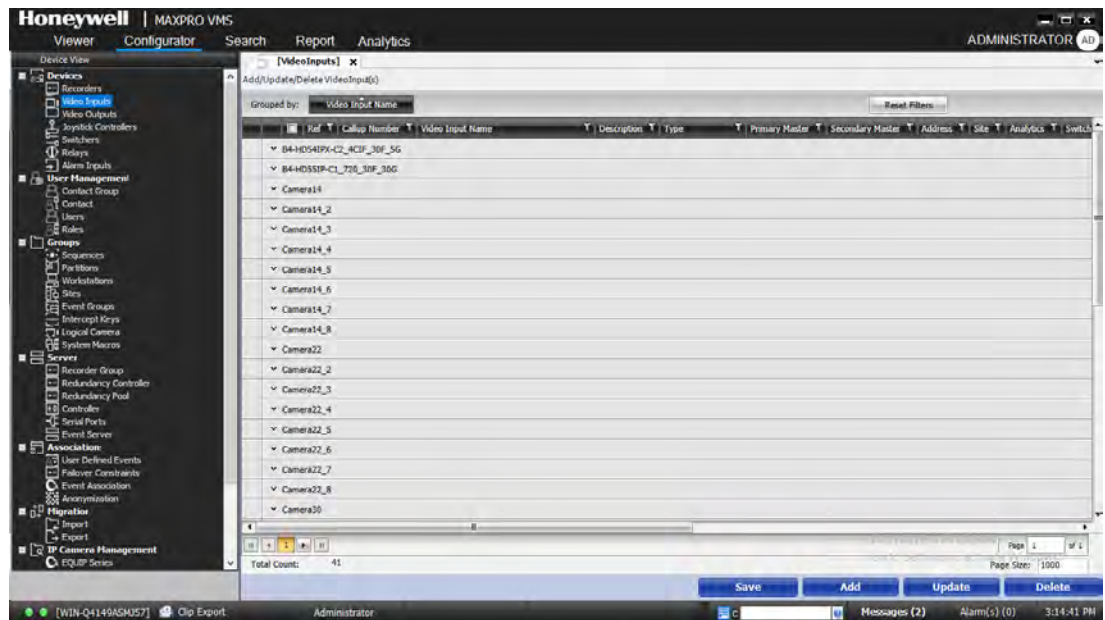 Honeywell | MAXPRO VMS
Viewer Configurator Search Report Analytics ADMINISTRATOR AD
Device View
Devices
Recorders
Video Inputs
Video Outputs
Joystick Controllers
Switchers
Relays
Alarm Inputs
User Management
Contact Group
Contact
Users
Roles
Groups
Sequences
Partitions
Workstations
Sites
Event Groups
Intercept Keys
Logical Camera
System Macros
Server
Recorder Group
Redundancy Controller
Redundancy Pool
Controller
Serial Ports
Event Server
Association
User Defined Events
Failover Constraints
Event Association
Anonymization
Migration
Import
Export
IP Camera Management
EQUIP Series
[VideoInputs] x
Add/Update/Delete VideoInput(s)
Grouped by: Video Input Name Reset Filters
Ref Callup Number Video Input Name Description Type Primary Master Secondary Master Address Site Analytics Switch
B4-HD54IPX-C2_4CIF_30F_5G
B4-HD55IP-C1_720_30F_30G
Camera14
Camera14_2
Camera14_3
Camera14_4
Camera14_5
Camera14_6
Camera14_7
Camera14_8
Camera22
Camera22_2
Camera22_3
Camera22_4
Camera22_5
Camera22_6
Camera22_7
Camera22_8
Camera30
1 Page 1 of 1
Total Count: 41 Page Size: 1000
Save Add Update Delete
[WIN-Q4149ASMJ57] Clip Export Administrator C Messages (2) Alarm(s) (0) 3:14:41 PM